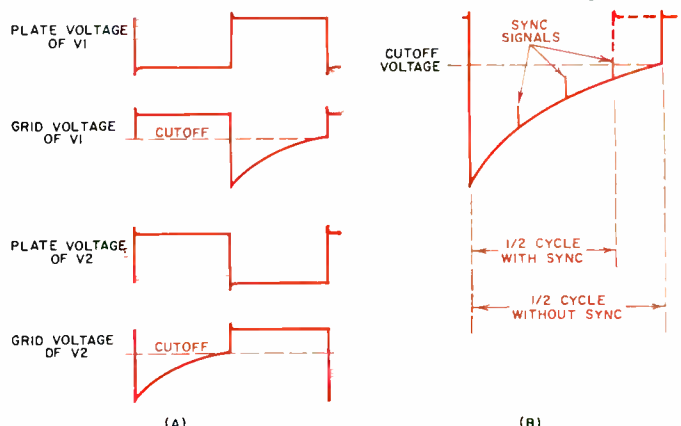 PLATE VOLTAGE
OF V1
GRID VOLTAGE
OF V1
CUTOFF
PLATE VOLTAGE
OF V2
GRID VOLTAGE
OF V2
CUTOFF
(A)
SYNC
SIGNALS
CUTOFF
VOLTAGE
1/2 CYCLE
WITH SYNC
1/2 CYCLE
WITHOUT SYNC
(B)